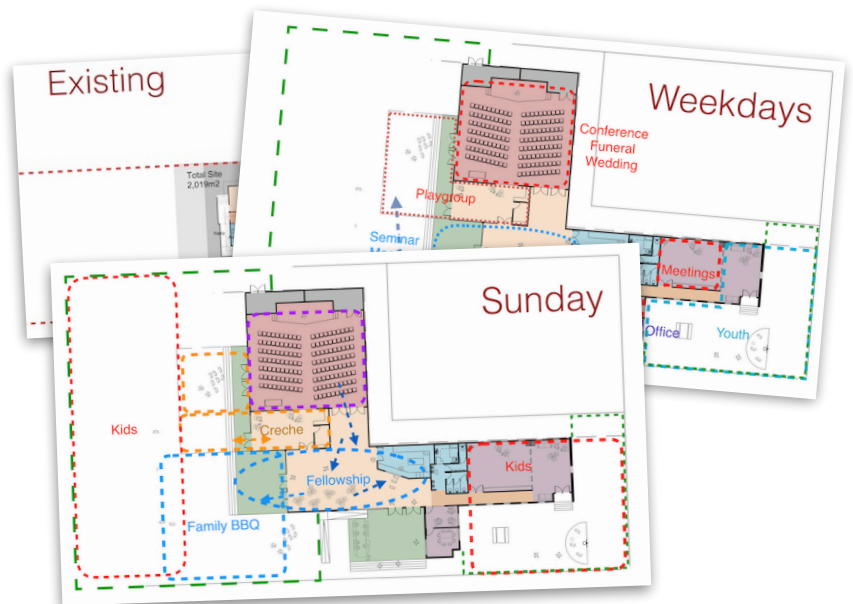 Existing
Total Site
2,019m2
Weekdays
Conference
Funeral
Wedding
Playgroup
Seminar
Meetings
Office
Youth
Sunday
Kids
Creche
Fellowship
Family BBQ
Kids